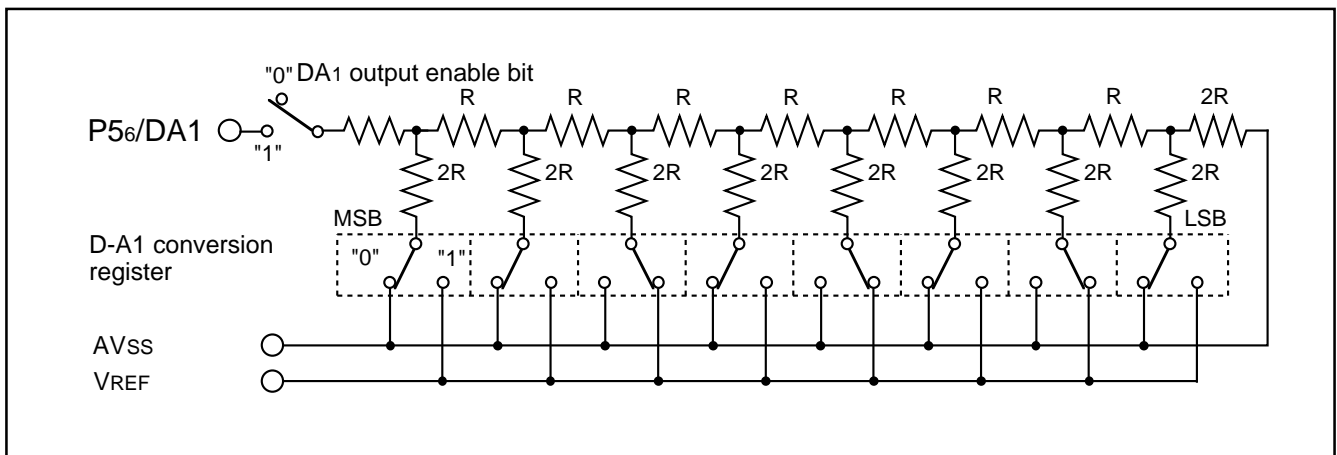 "0" DA1 output enable bit
R R R R R R R 2R
P56/DA1
"1"
2R 2R 2R 2R 2R 2R 2R 2R
MSB LSB
D-A1 conversion
register
"0" "1"
AVSS
VREF